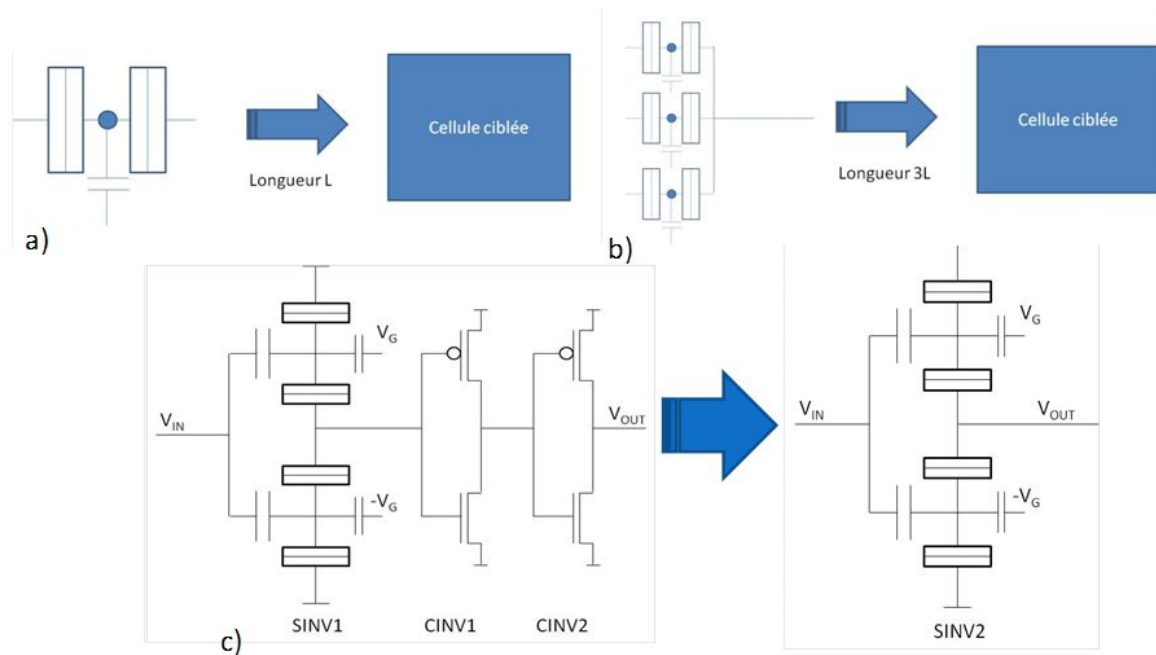 Cellule ciblée
Longueur L
a)
Cellule ciblée
Longueur 3L
b)
V_G
V_IN
V_OUT
-V_G
SINV1 CINV1 CINV2
c)
V_G
V_IN
V_OUT
-V_G
SINV2